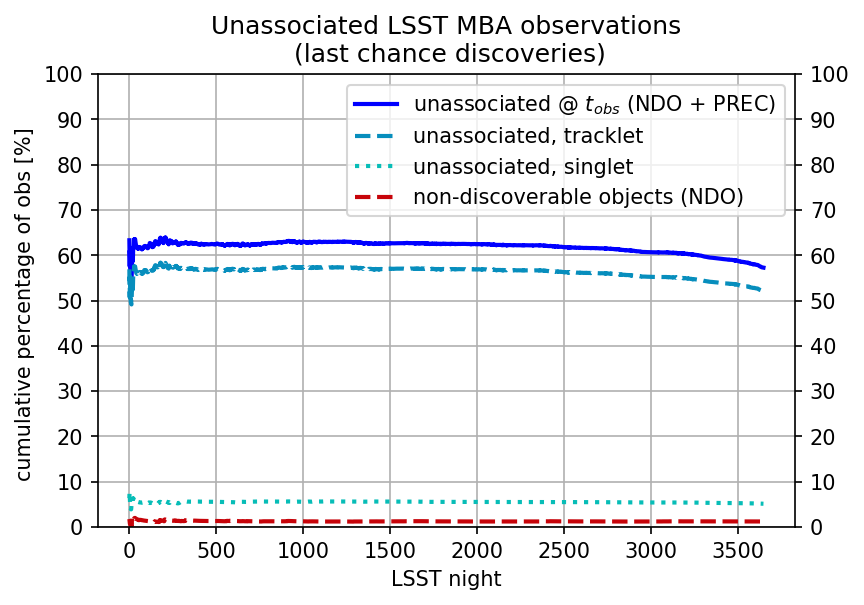 Unassociated LSST MBA observations
(last chance discoveries)
unassociated @ t_obs (NDO + PREC)
unassociated, tracklet
unassociated, singlet
non-discoverable objects (NDO)
cumulative percentage of obs [%]
100
90
80
70
60
50
40
30
20
10
0
100
90
80
70
60
50
40
30
20
10
0
0 500 1000 1500 2000 2500 3000 3500
LSST night